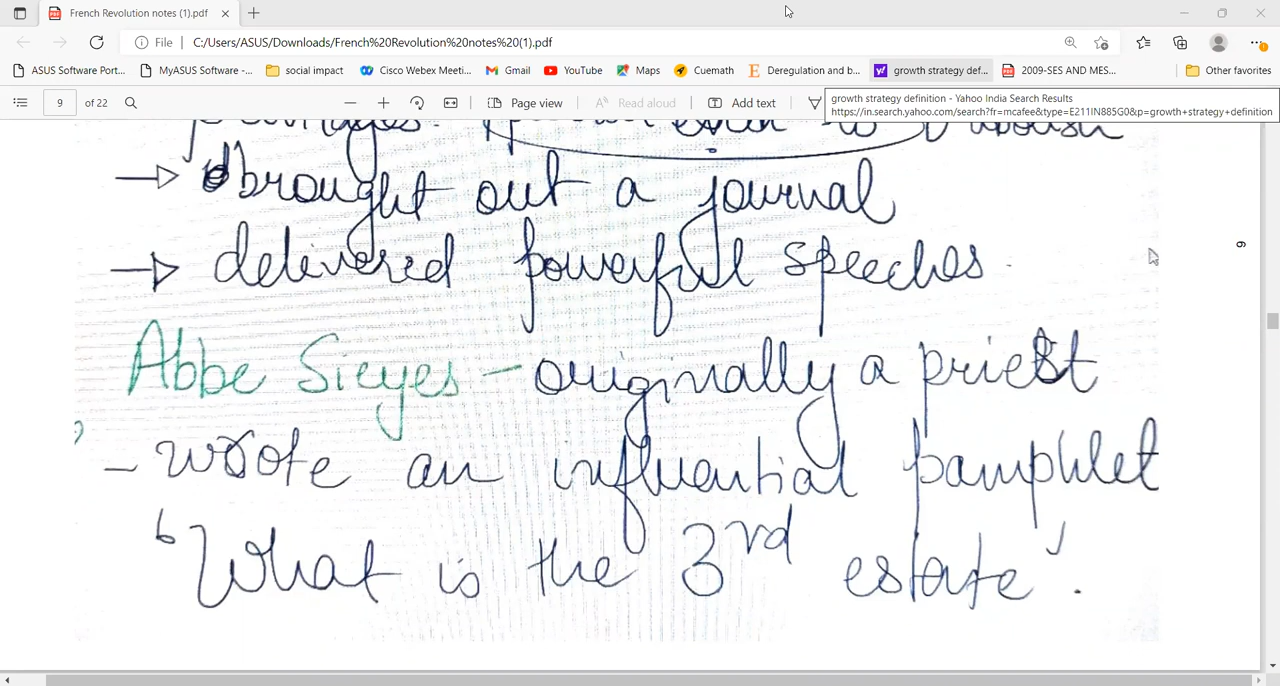 French Revolution notes (1).pdf
File C:/Users/ASUS/Downloads/French%20Revolution%20notes%20(1).pdf
ASUS Software Port... MyASUS Software -... social impact Cisco Webex Meeti... Gmail YouTube Maps Cuemath Deregulation and b... growth strategy def... 2009-SES AND MES... Other favorites
9 of 22 Page view Read aloud Add text
growth strategy definition - Yahoo India Search Results
https://in.search.yahoo.com/search?fr=mcafee&type=E211IN885G0&p=growth+strategy+definition
→ brought out a journal
→ delivered powerful speeches.
9
Abbe Sieyes - originally a priest
- wrote an influential pamphlet
'What is the 3rd estate'.